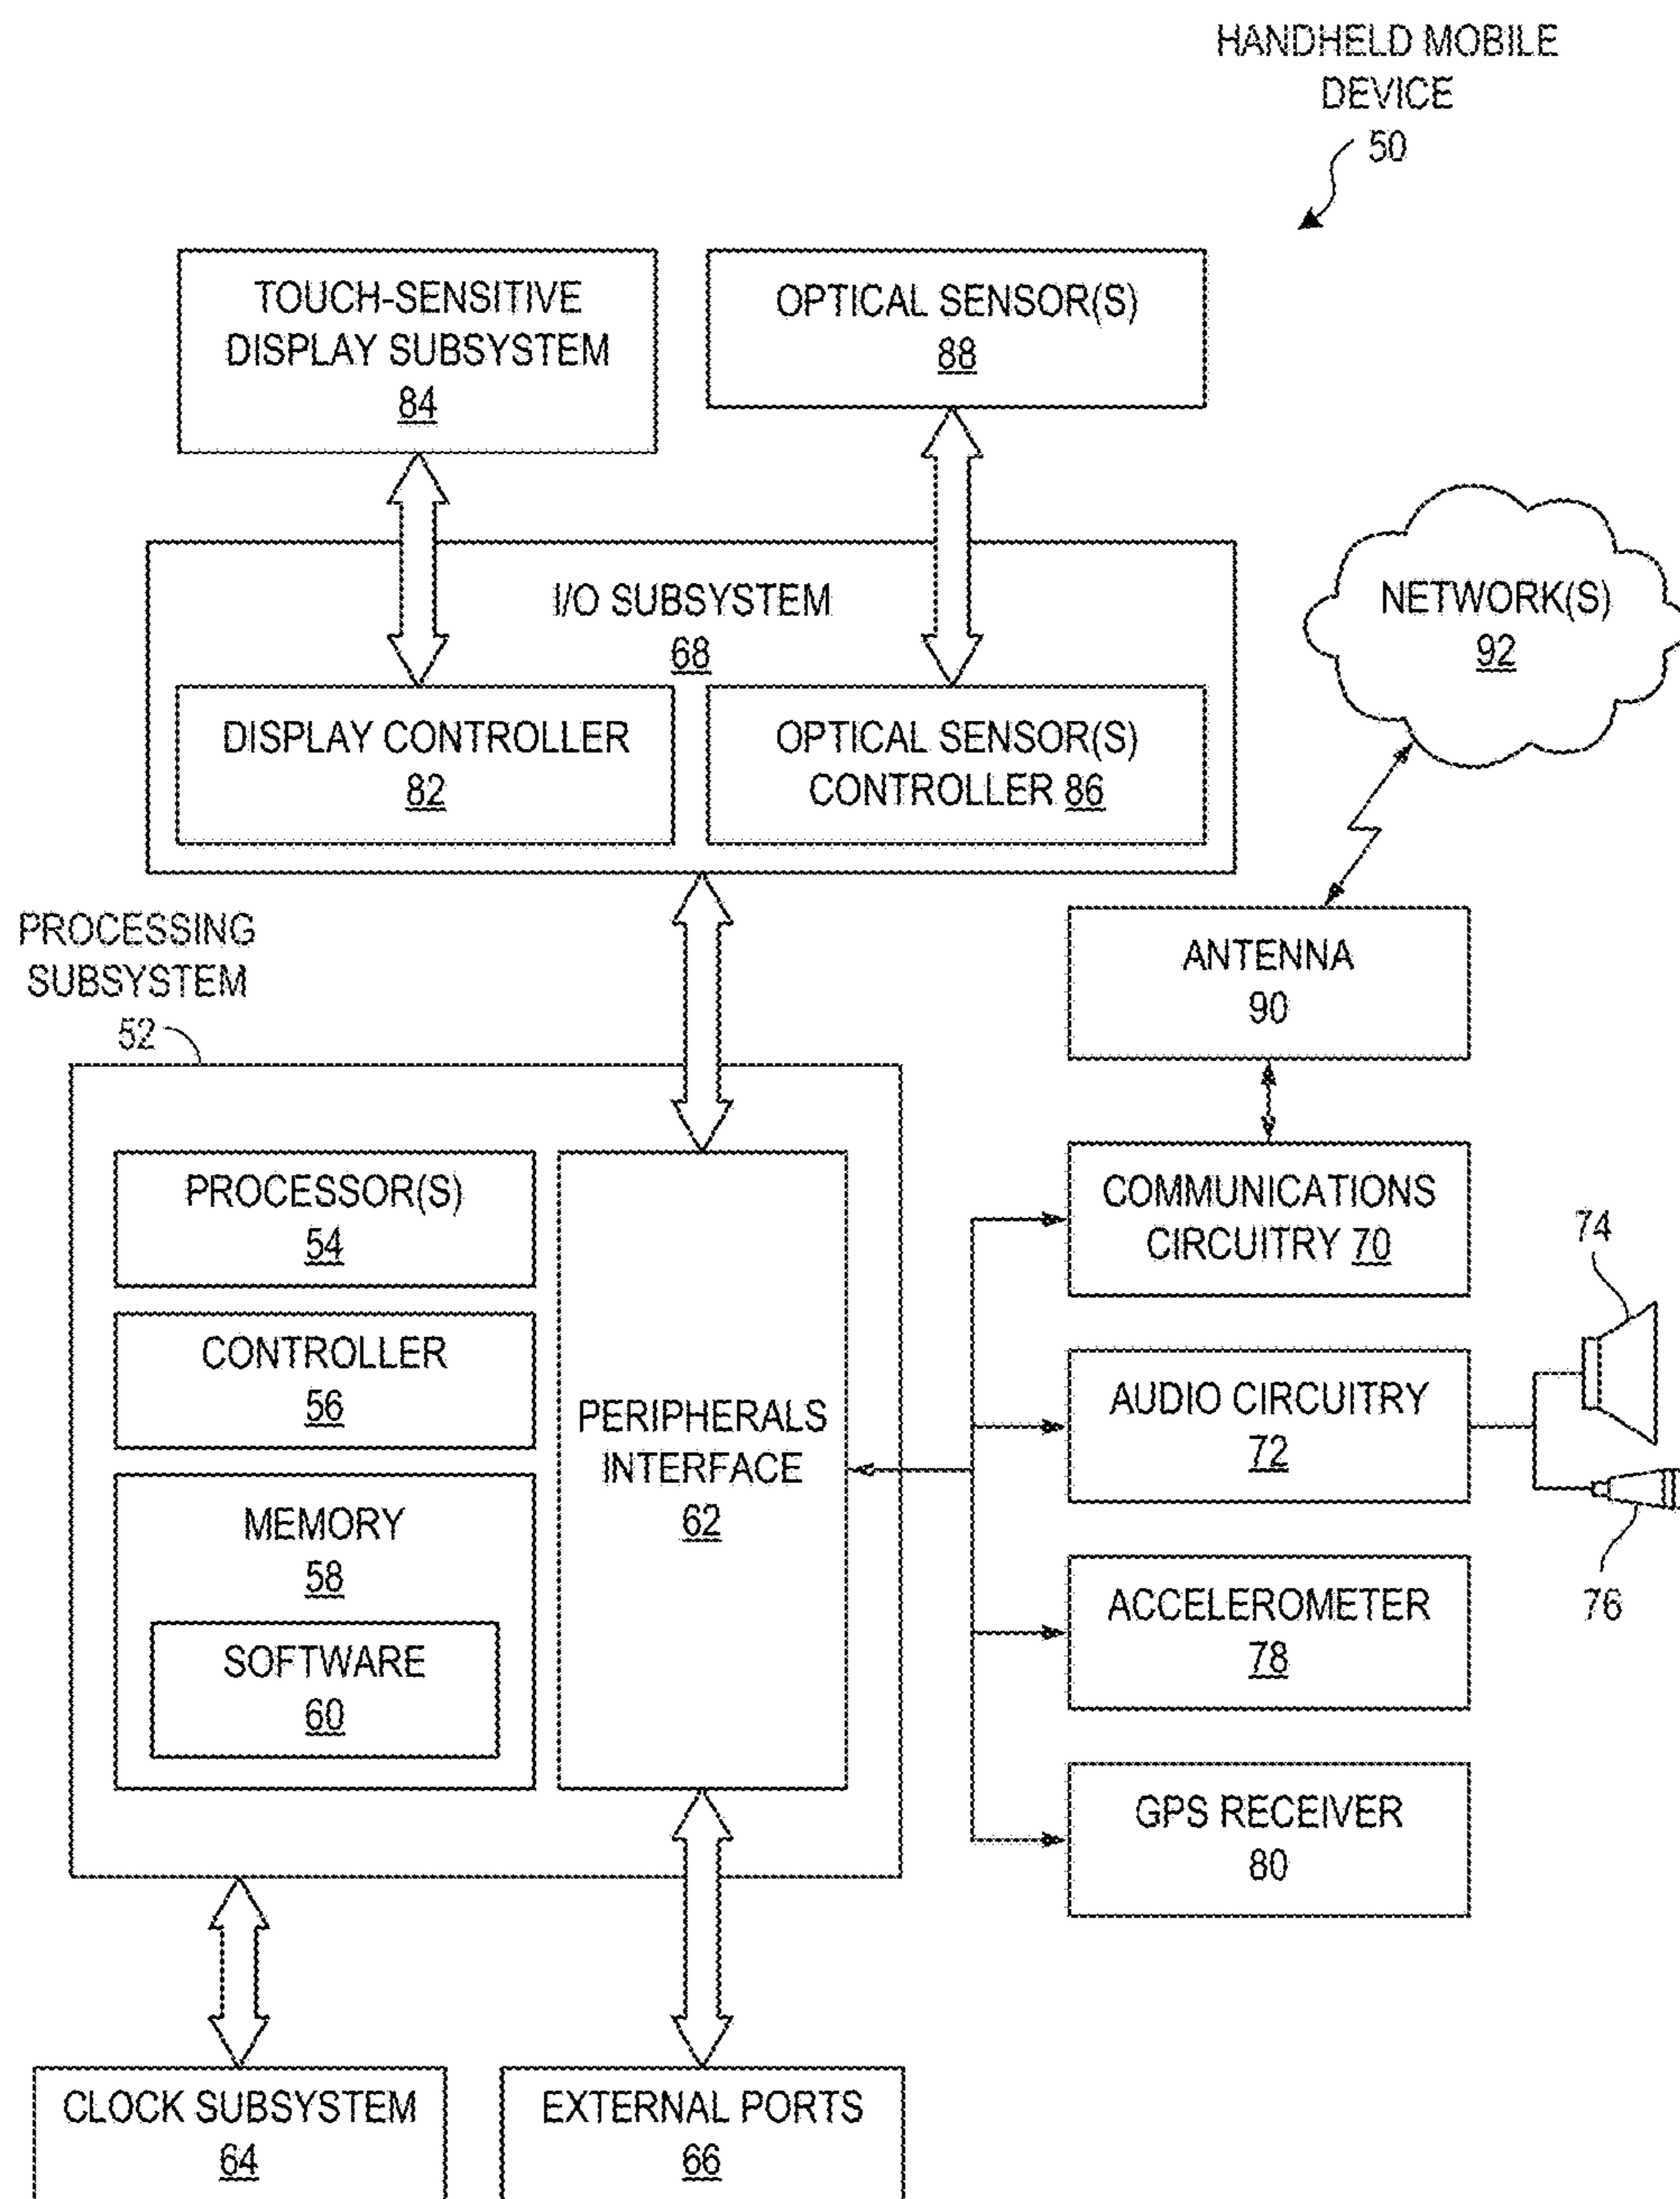 HANDHELD MOBILE
DEVICE
50
TOUCH-SENSITIVE
DISPLAY SUBSYSTEM
84
OPTICAL SENSOR(S)
88
I/O SUBSYSTEM
68
NETWORK(S)
92
DISPLAY CONTROLLER
82
OPTICAL SENSOR(S)
CONTROLLER 86
PROCESSING
SUBSYSTEM
52
ANTENNA
90
PROCESSOR(S)
54
CONTROLLER
56
MEMORY
58
SOFTWARE
60
PERIPHERALS
INTERFACE
62
COMMUNICATIONS
CIRCUITRY 70
74
AUDIO CIRCUITRY
72
76
ACCELEROMETER
78
GPS RECEIVER
80
CLOCK SUBSYSTEM
64
EXTERNAL PORTS
66